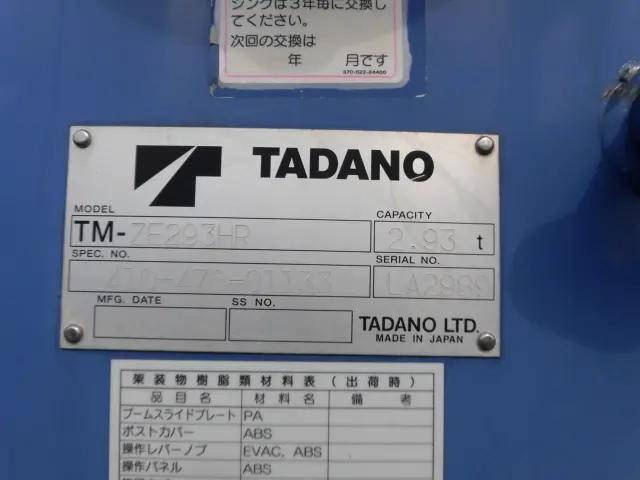 シングは3年毎に交換し
てください。
次回の交換は
年 月です
370-022-24400
TADANO
MODEL
TM-ZE293HR
CAPACITY
2.93 t
SPEC. NO.
SERIAL NO.
MFG. DATE
SS NO.
TADANO LTD.
MADE IN JAPAN
架装物樹脂類材料表(出荷時)
品目名 材料名 備考
ブームスライドプレート PA
ポストカバー ABS
操作レバーノブ EVAC, ABS
操作パネル ABS